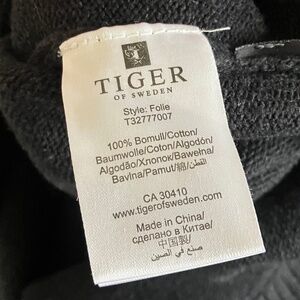 TIGER
OF SWEDEN
Style: Folie
T32777007
100% Bomull/Cotton/
Baumwolle/Coton/Algodón/
Algodão/Хлопок/Bawełna/
Bavlna/Pamut/綿/القطن/
CA 30410
www.tigerofsweden.com
Made in China/
сделано в Китае/
中国製/
صنع في الصين